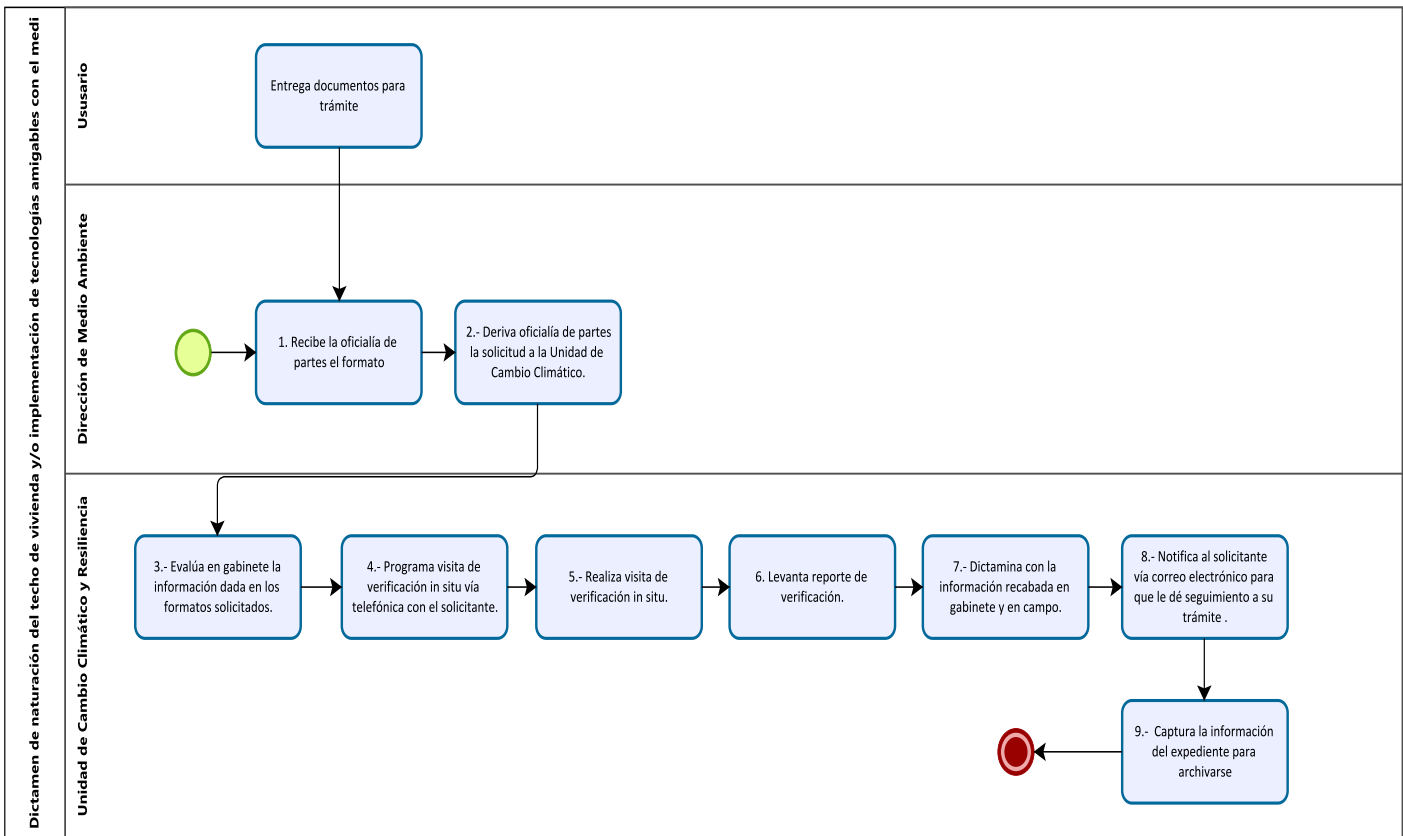 Dictamen de naturación del techo de vivienda y/o implementación de tecnologías amigables con el medi
Ususario
Entrega documentos para
trámite
Dirección de Medio Ambiente
1. Recibe la oficialía de
partes el formato
2.- Deriva oficialía de partes
la solicitud a la Unidad de
Cambio Climático.
Unidad de Cambio Climático y Resiliencia
3.- Evalúa en gabinete la
información dada en los
formatos solicitados.
4.- Programa visita de
verificación in situ vía
telefónica con el solicitante.
5.- Realiza visita de
verificación in situ.
6. Levanta reporte de
verificación.
7.- Dictamina con la
información recabada en
gabinete y en campo.
8.- Notifica al solicitante
vía correo electrónico para
que le dé seguimiento a su
trámite .
9.- Captura la información
del expediente para
archivarse